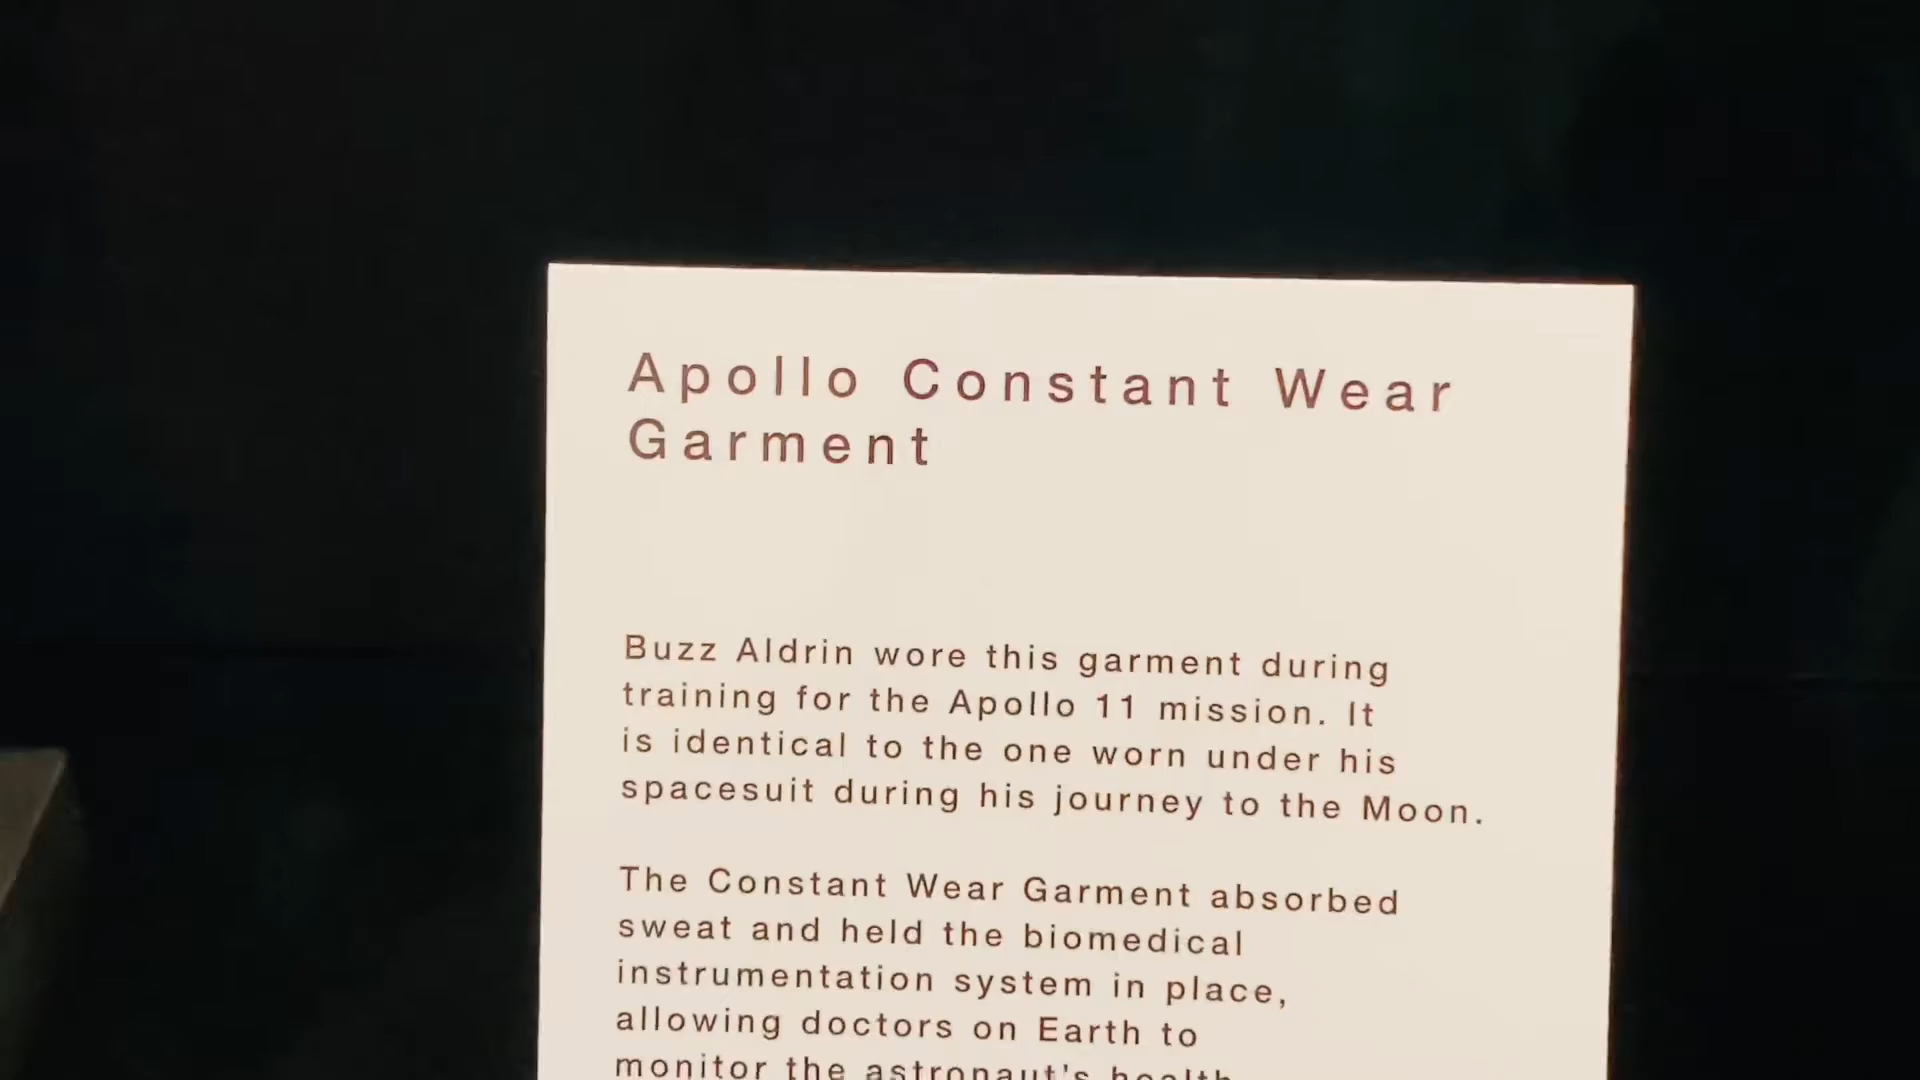 Apollo Constant Wear
Garment
Buzz Aldrin wore this garment during
training for the Apollo 11 mission. It
is identical to the one worn under his
spacesuit during his journey to the Moon.
The Constant Wear Garment absorbed
sweat and held the biomedical
instrumentation system in place,
allowing doctors on Earth to
monitor the astronaut's health